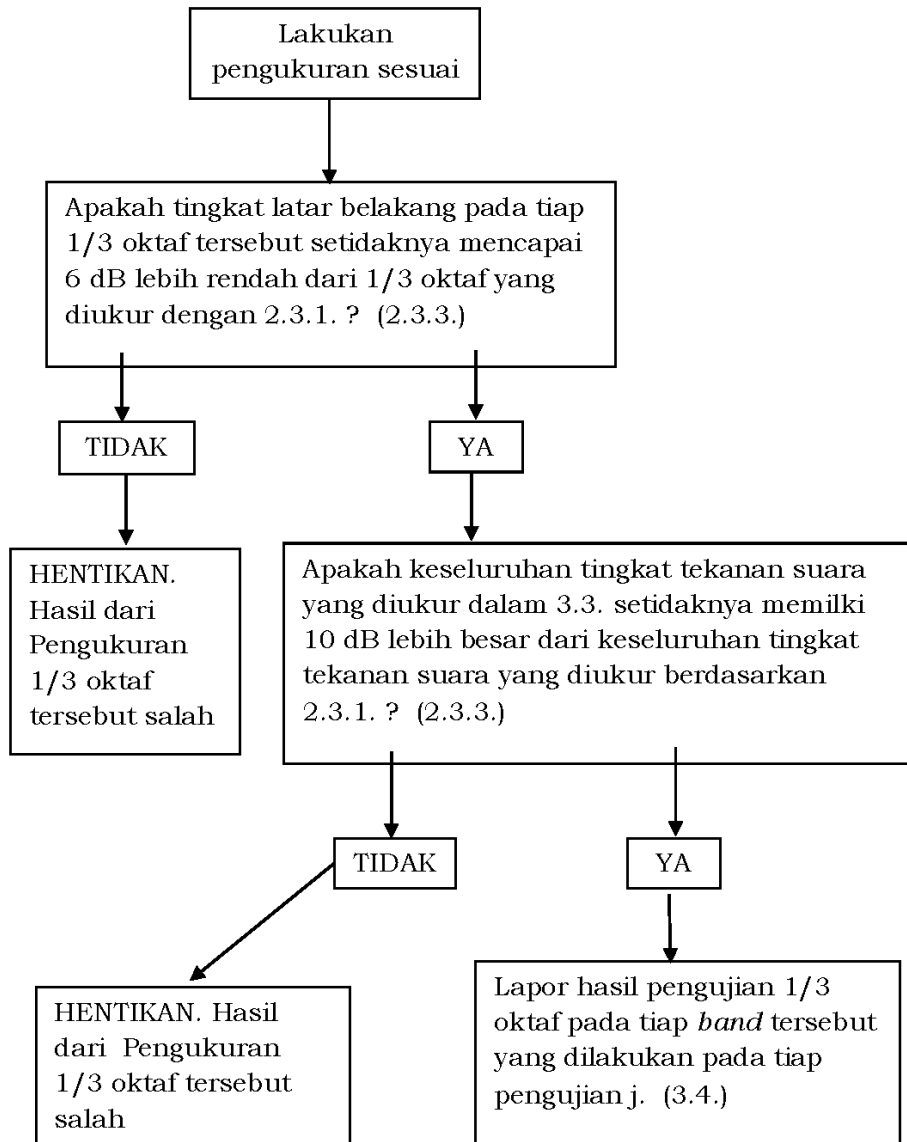 Lakukan
pengukuran sesuai
Apakah tingkat latar belakang pada tiap
1/3 oktaf tersebut setidaknya mencapai
6 dB lebih rendah dari 1/3 oktaf yang
diukur dengan 2.3.1. ? (2.3.3.)
TIDAK
YA
HENTIKAN.
Hasil dari
Pengukuran
1/3 oktaf
tersebut salah
Apakah keseluruhan tingkat tekanan suara
yang diukur dalam 3.3. setidaknya memilki
10 dB lebih besar dari keseluruhan tingkat
tekanan suara yang diukur berdasarkan
2.3.1. ? (2.3.3.)
TIDAK
YA
HENTIKAN. Hasil
dari Pengukuran
1/3 oktaf tersebut
salah
Lapor hasil pengujian 1/3
oktaf pada tiap band tersebut
yang dilakukan pada tiap
pengujian j. (3.4.)